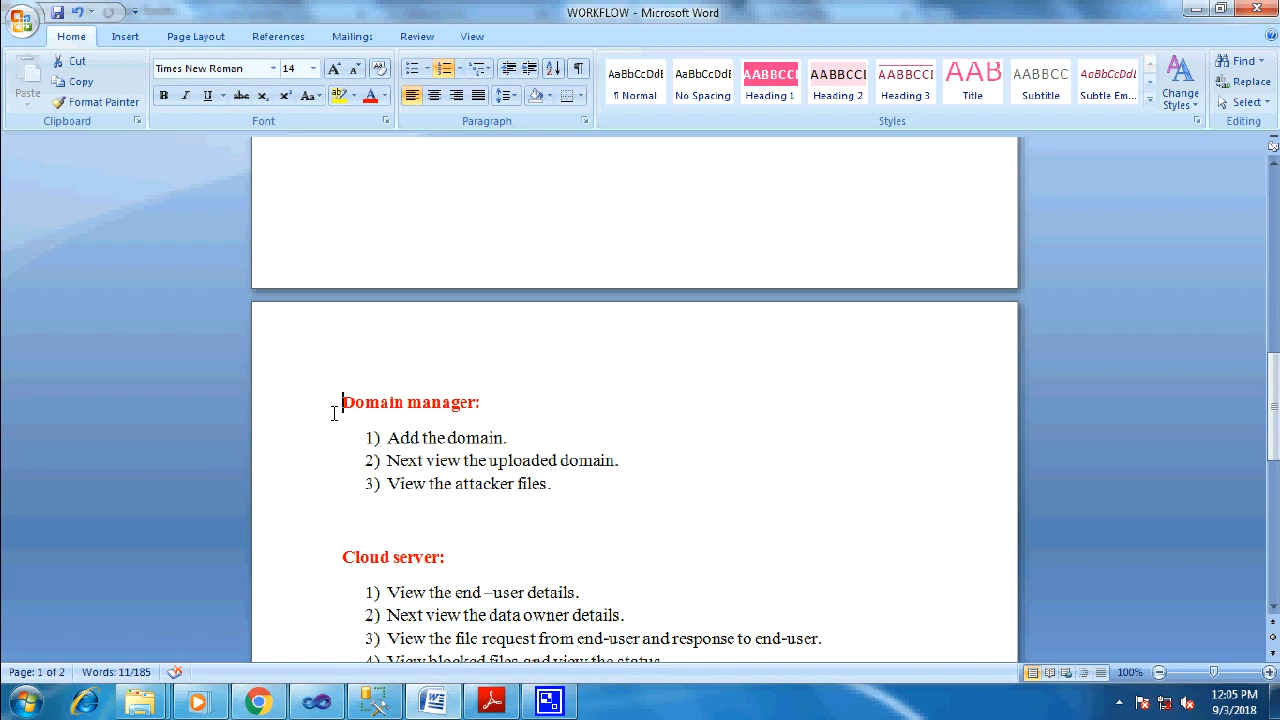 WORKFLOW - Microsoft Word
Home Insert Page Layout References Mailings Review View
Paste
Cut
Copy
Format Painter
Clipboard
Times New Roman 14
Font
Paragraph
AaBbCcDdE AaBbCcDdE AABBCCI AABBCCI AABBCCI AAB AABBCC AaBbCcDdI
¶ Normal No Spacing Heading 1 Heading 2 Heading 3 Title Subtitle Subtle Em...
Change Styles
Styles
Find
Replace
Select
Editing
Domain manager:
1) Add the domain.
2) Next view the uploaded domain.
3) View the attacker files.
Cloud server:
1) View the end –user details.
2) Next view the data owner details.
3) View the file request from end-user and response to end-user.
4) View blocked files and view the status.
Page: 1 of 2 Words: 11/185 100%
12:05 PM
9/3/2018